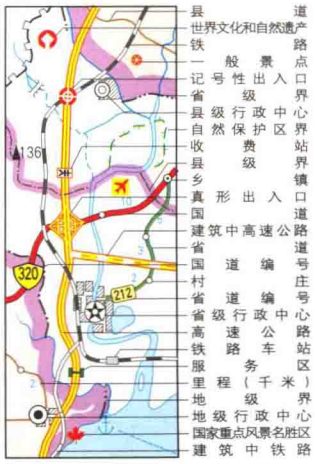 县道
世界文化和自然遗产
铁路
一般景点
记号性出入口
省级界
县级行政中心
自然保护区界
收费站
县级界
乡镇
真形出入口
国道
建筑中高速公路
省道
国道编号
村庄
省道编号
省级行政中心
高速公路
铁路车站
服务区
里程（千米）
地级界
地级行政中心
国家重点风景名胜区
建筑中铁路
136
10
5
3
320
2
212
2